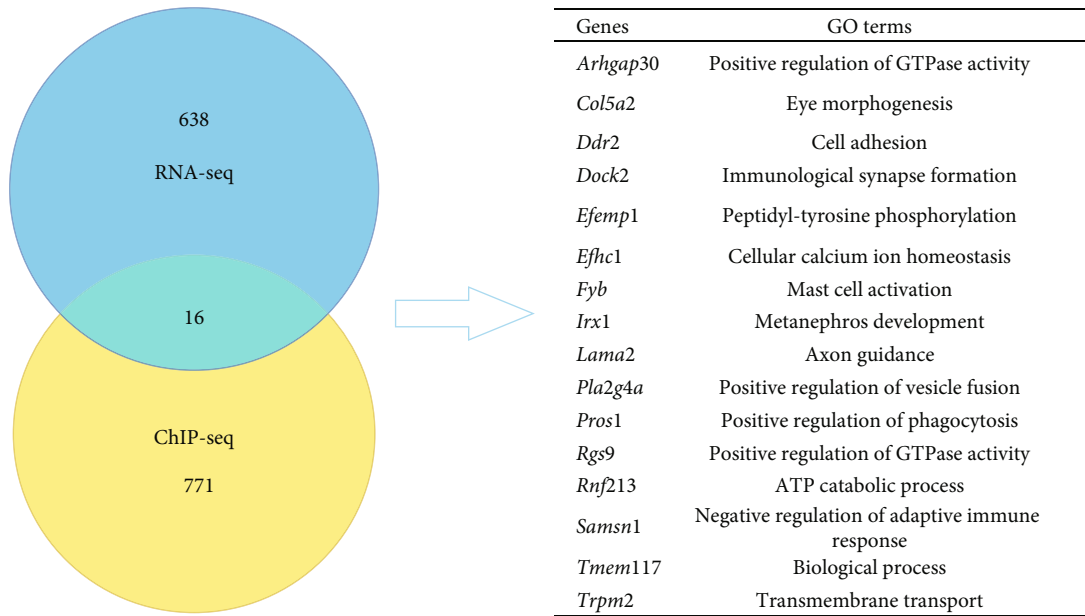 638
RNA-seq
16
ChIP-seq
771
Genes GO terms
Arhgap30 Positive regulation of GTPase activity
Col5a2 Eye morphogenesis
Ddr2 Cell adhesion
Dock2 Immunological synapse formation
Efemp1 Peptidyl-tyrosine phosphorylation
Efhc1 Cellular calcium ion homeostasis
Fyb Mast cell activation
Irx1 Metanephros development
Lama2 Axon guidance
Pla2g4a Positive regulation of vesicle fusion
Pros1 Positive regulation of phagocytosis
Rgs9 Positive regulation of GTPase activity
Rnf213 ATP catabolic process
Samsn1 Negative regulation of adaptive immune
response
Tmem117 Biological process
Trpm2 Transmembrane transport